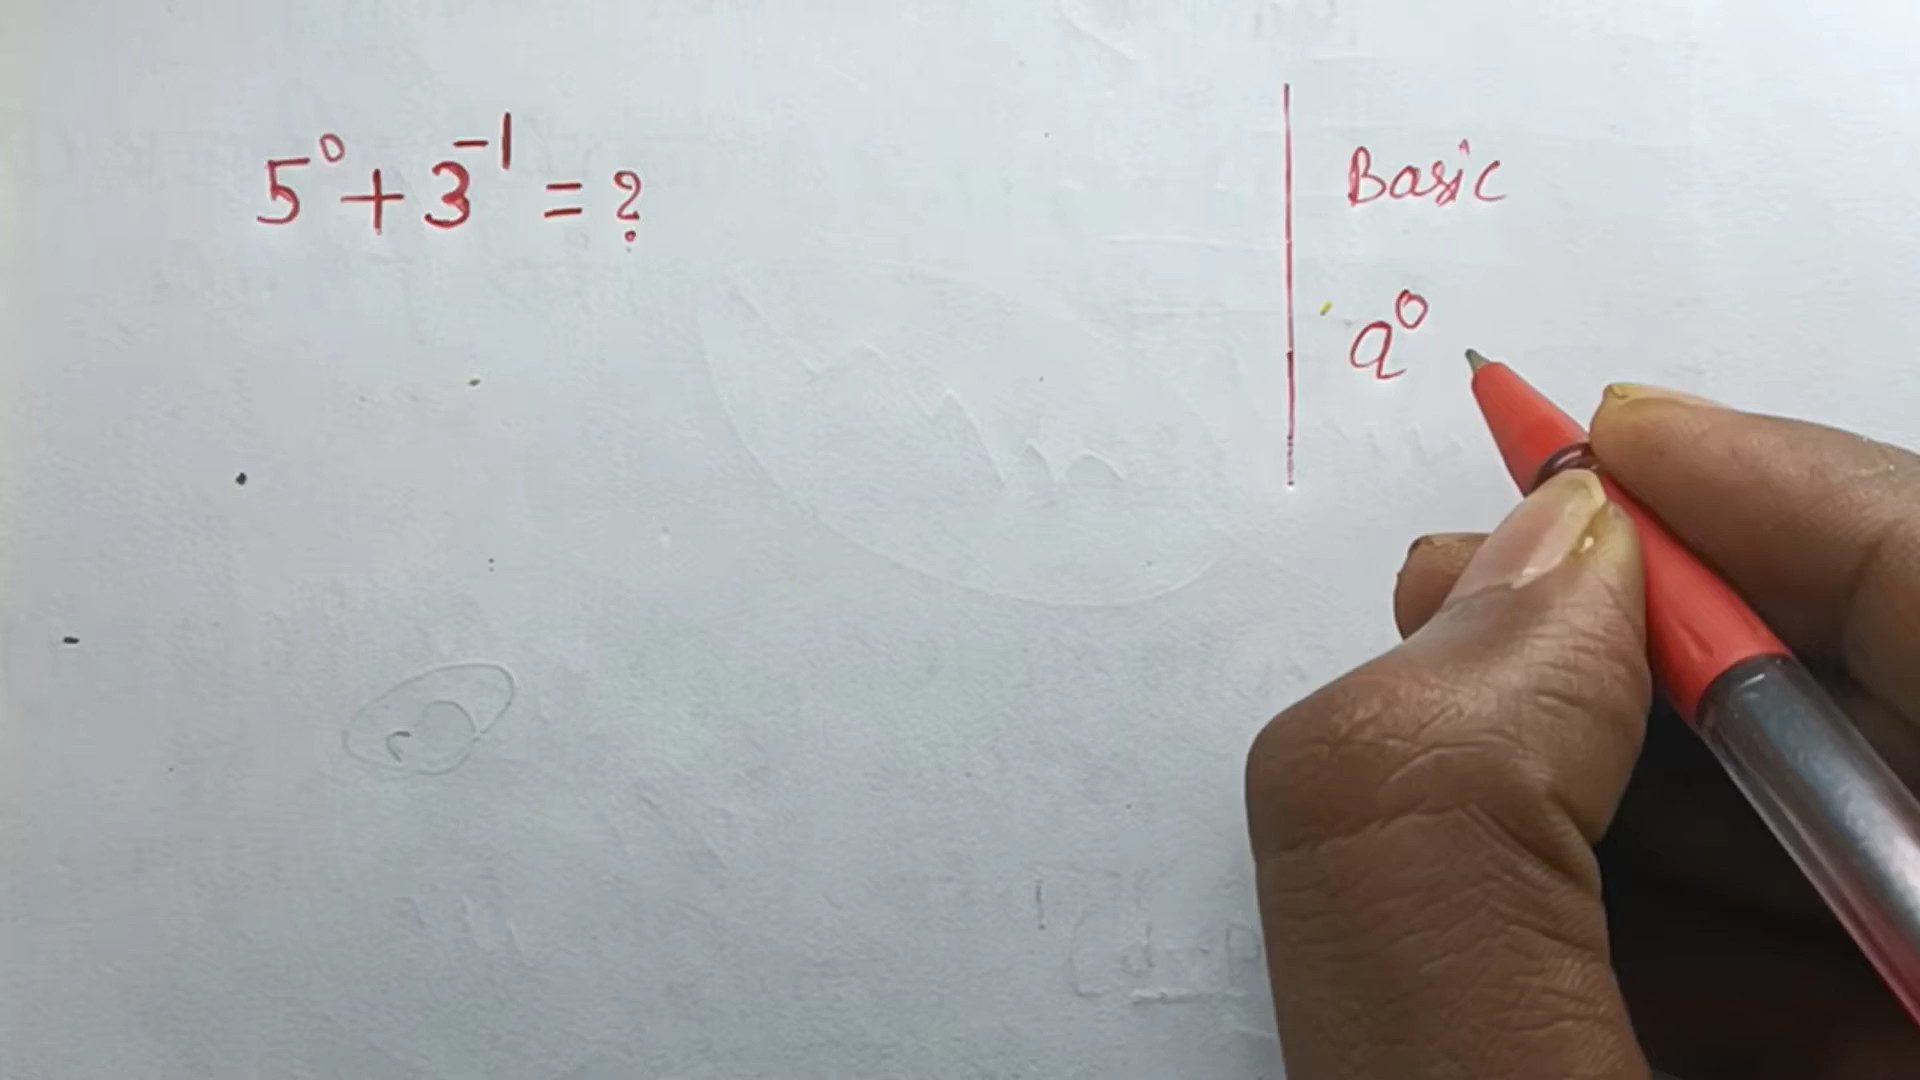 5⁰ + 3⁻¹ = ?
Basic
a⁰